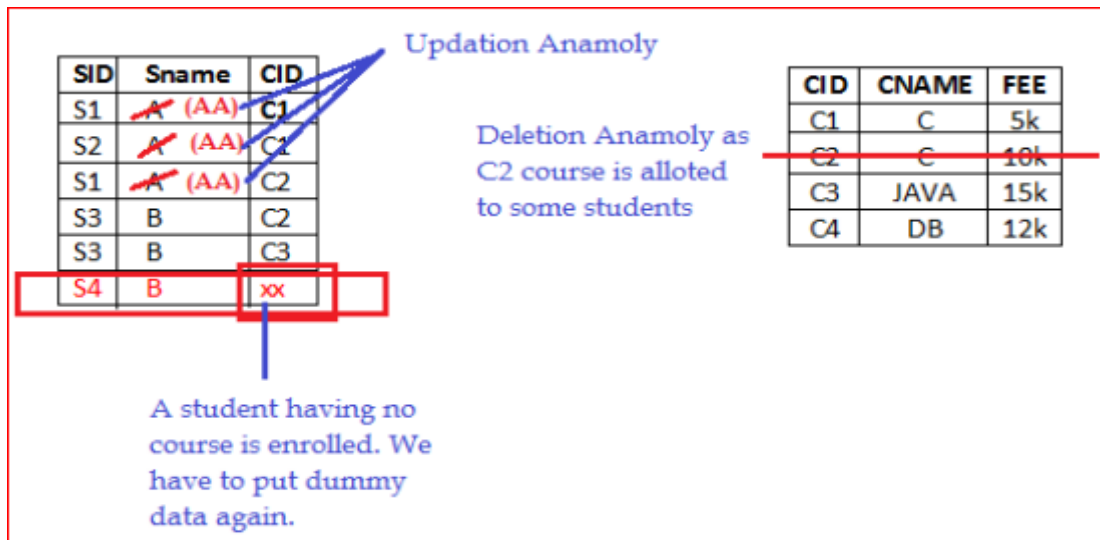 Updation Anamoly
SID Sname CID
S1 A (AA) C1
S2 A (AA) C1
S1 A (AA) C2
S3 B C2
S3 B C3
S4 B xx
A student having no
course is enrolled. We
have to put dummy
data again.
Deletion Anamoly as
C2 course is alloted
to some students
CID CNAME FEE
C1 C 5k
C2 C 10k
C3 JAVA 15k
C4 DB 12k